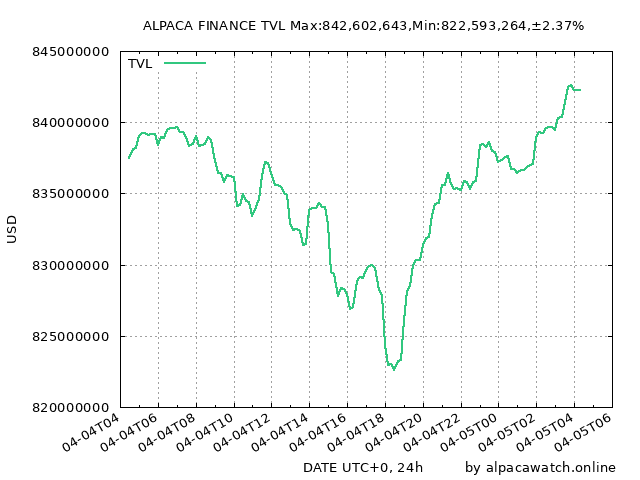 ALPACA FINANCE TVL Max:842,602,643,Min:822,593,264,±2.37%
845000000
TVL
840000000
835000000
USD
830000000
825000000
820000000
04-04T04
04-04T06
04-04T08
04-04T10
04-04T12
04-04T14
04-04T16
04-04T18
04-04T20
04-04T22
04-05T00
04-05T02
04-05T04
04-05T06
DATE UTC+0, 24h
by alpacawatch.online